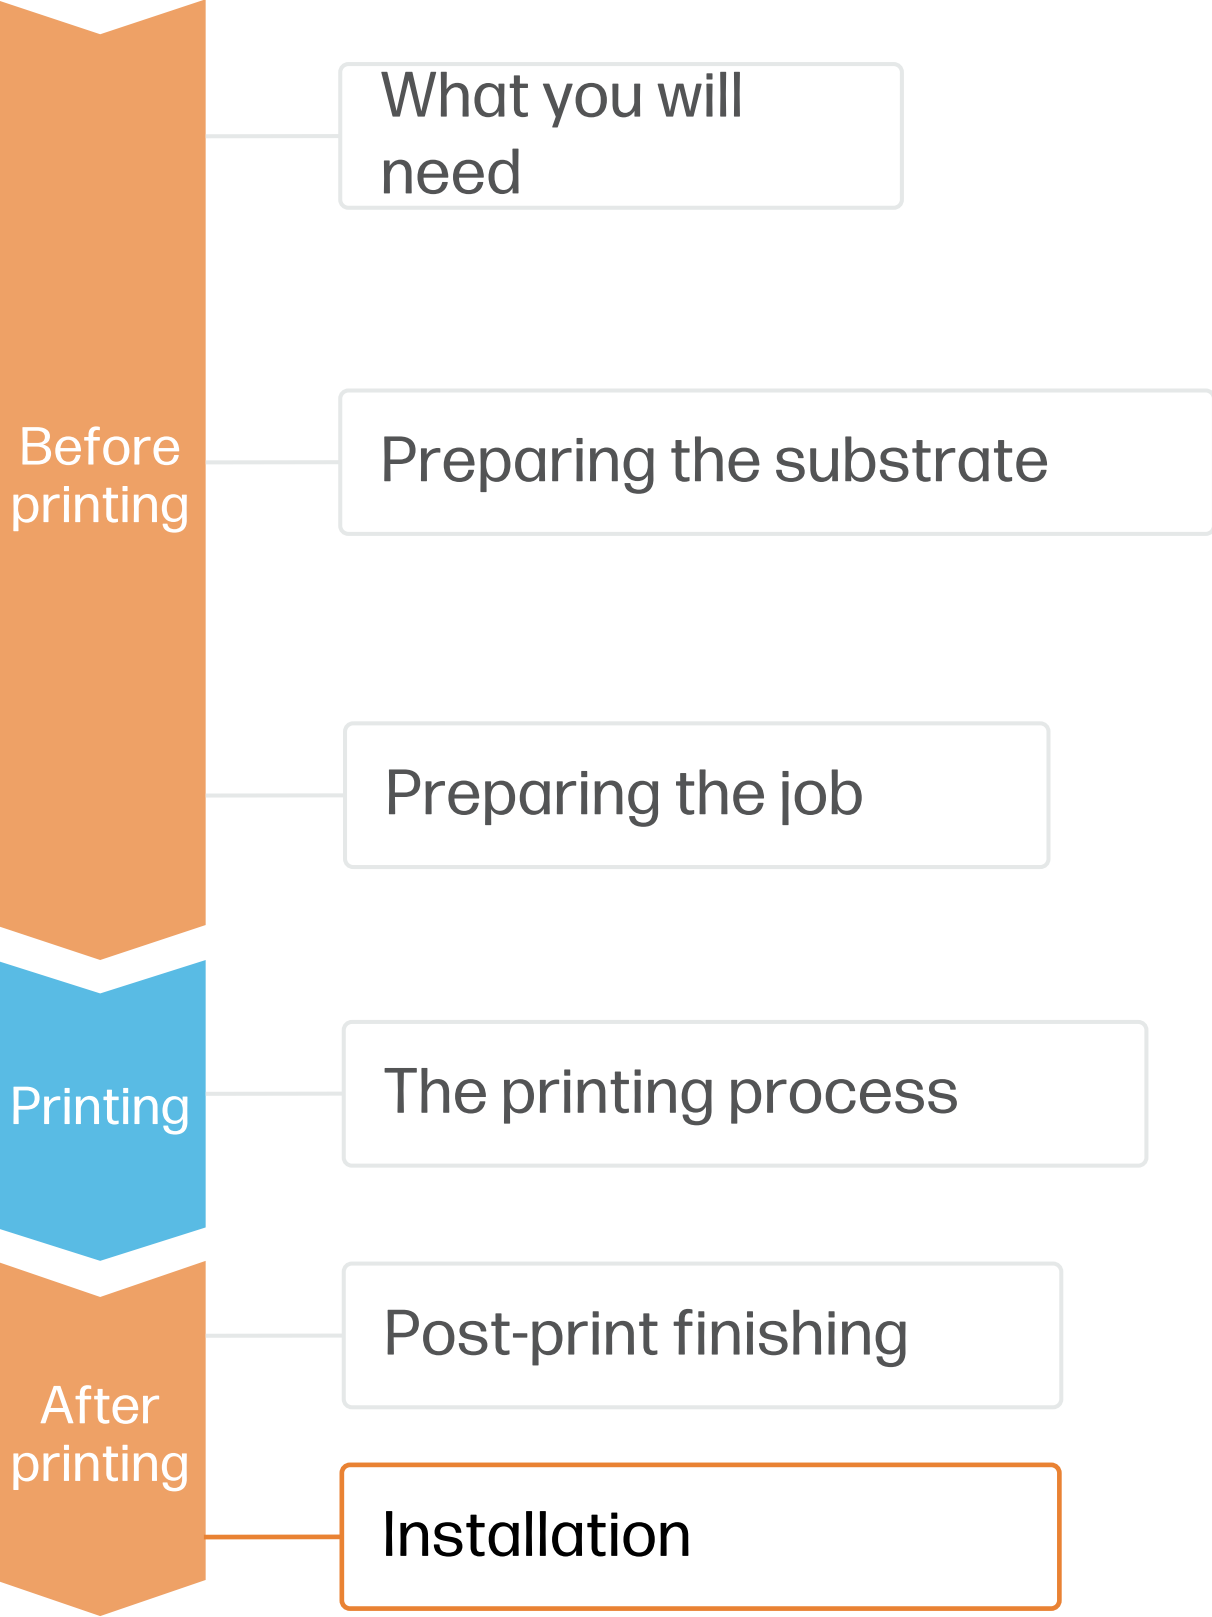 What you will
need
Before
printing
Preparing the substrate
Preparing the job
Printing
The printing process
After
printing
Post-print finishing
Installation